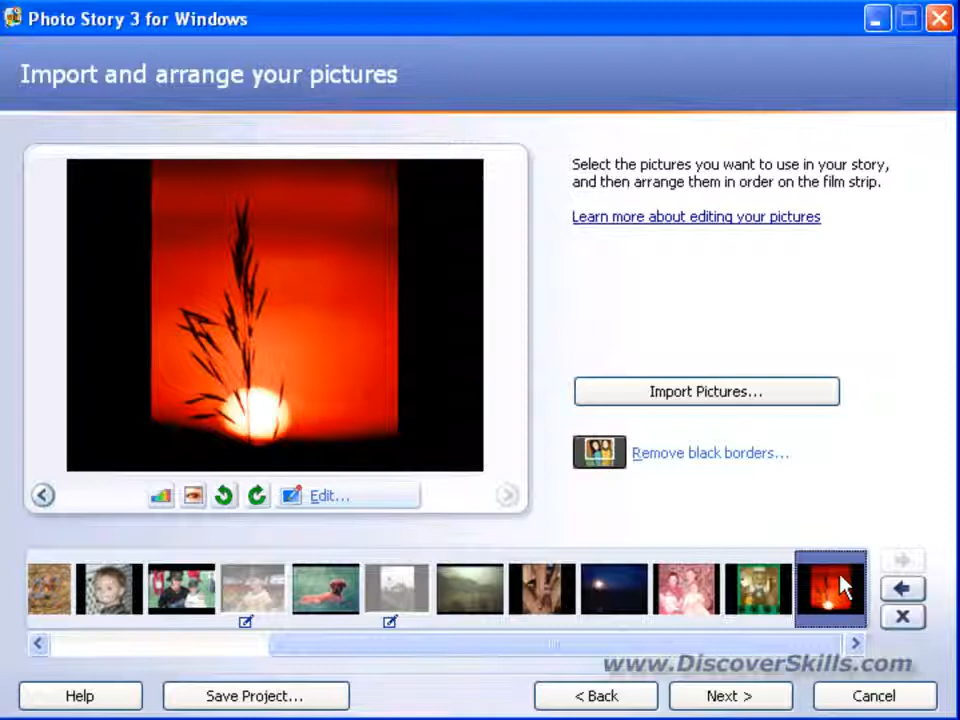 Photo Story 3 for Windows
Import and arrange your pictures
Select the pictures you want to use in your story,
and then arrange them in order on the film strip.
Learn more about editing your pictures
Import Pictures...
Remove black borders...
Edit...
www.DiscoverSkills.com
Help
Save Project...
< Back
Next >
Cancel